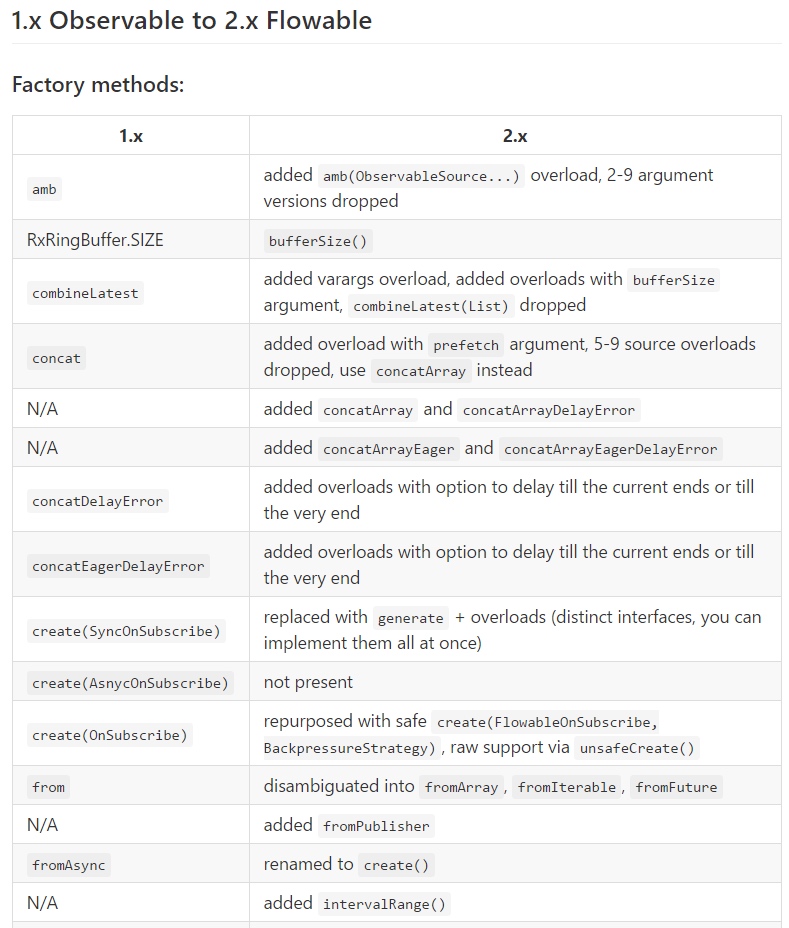 1.x Observable to 2.x Flowable
Factory methods:
1.x 2.x
amb
added amb(ObservableSource...) overload, 2-9 argument
versions dropped
RxRingBuffer.SIZE bufferSize()
combineLatest
added varargs overload, added overloads with bufferSize
argument, combineLatest(List) dropped
concat
added overload with prefetch argument, 5-9 source overloads
dropped, use concatArray instead
N/A added concatArray and concatArrayDelayError
N/A added concatArrayEager and concatArrayEagerDelayError
concatDelayError
added overloads with option to delay till the current ends or till
the very end
concatEagerDelayError
added overloads with option to delay till the current ends or till
the very end
create(SyncOnSubscribe)
replaced with generate + overloads (distinct interfaces, you can
implement them all at once)
create(AsnycOnSubscribe) not present
create(OnSubscribe)
repurposed with safe create(FlowableOnSubscribe,
BackpressureStrategy), raw support via unsafeCreate()
from disambiguated into fromArray, fromIterable, fromFuture
N/A added fromPublisher
fromAsync renamed to create()
N/A added intervalRange()